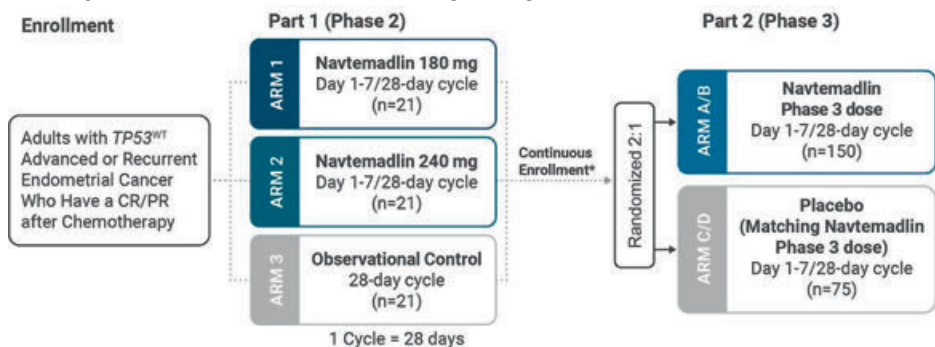 Enrollment
Part 1 (Phase 2)
Part 2 (Phase 3)
Adults with TP53WT
Advanced or Recurrent
Endometrial Cancer
Who Have a CR/PR
after Chemotherapy
ARM 1
Navtemadlin 180 mg
Day 1-7/28-day cycle
(n=21)
ARM 2
Navtemadlin 240 mg
Day 1-7/28-day cycle
(n=21)
ARM 3
Observational Control
28-day cycle
(n=21)
1 Cycle = 28 days
Continuous
Enrollment*
Randomized 2:1
ARM A/B
Navtemadlin
Phase 3 dose
Day 1-7/28-day cycle
(n=150)
ARM C/D
Placebo
(Matching Navtemadlin
Phase 3 dose)
Day 1-7/28-day cycle
(n=75)